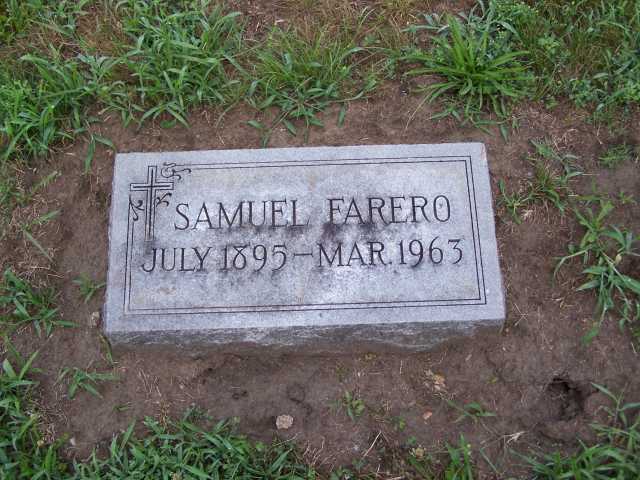 SAMUEL FARERO
JULY 1895 – MAR. 1963